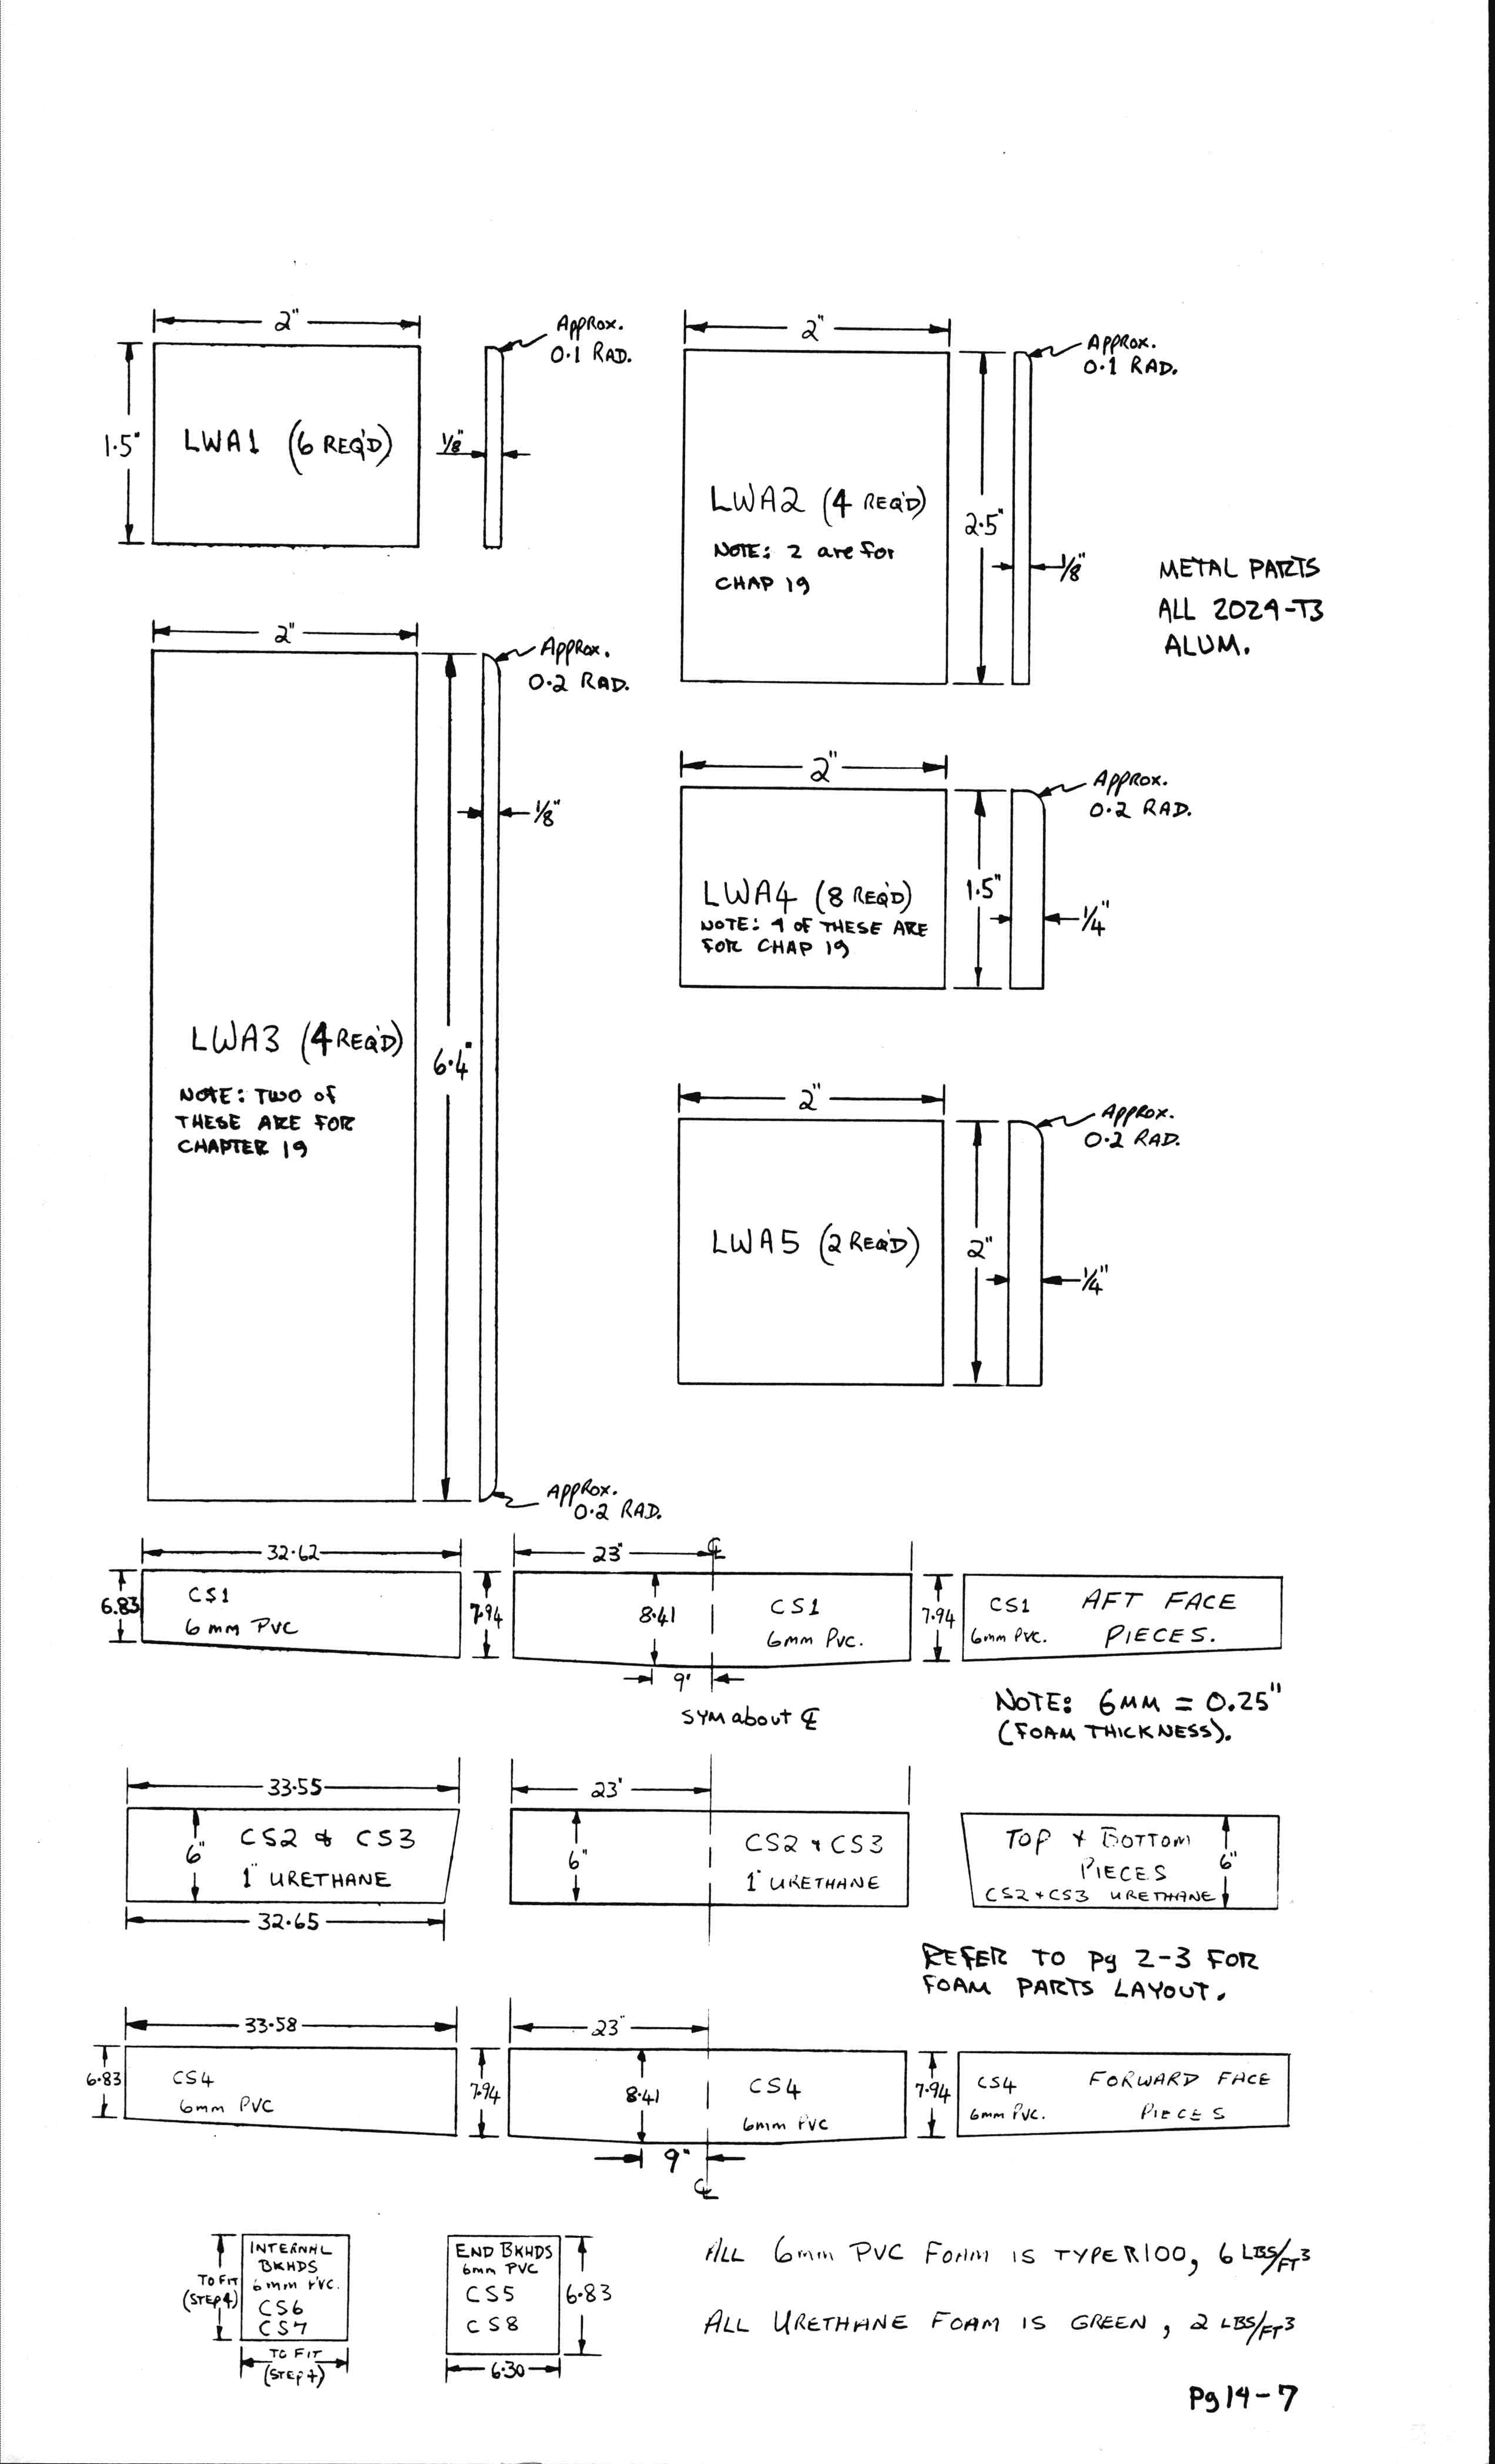 2"
Approx.
0.1 RAD.
1.5"
LWA1 (6 REQ'D)
1/8"
2"
APPROX.
0.1 RAD.
LWA2 (4 REQ'D)
NOTE: 2 are for
CHAP 19
2.5"
1/8"
METAL PARTS
ALL 2024-T3
ALUM.
2"
Approx.
0.2 RAD.
1/8"
LWA3 (4 REQ'D)
NOTE: TWO of
THESE ARE FOR
CHAPTER 19
6.4"
APPROX.
0.2 RAD.
2"
APPROX.
0.2 RAD.
LWA4 (8 REQ'D)
NOTE: 4 OF THESE ARE
FOR CHAP 19
1.5"
1/4"
2"
APPROX.
0.2 RAD.
LWA5 (2 REQ'D)
2"
1/4"
32.62
6.83
CS1
6mm PVC
7.94
23"
℄
8.41
CS1
6mm PVC.
9"
SYM about ℄
7.94
CS1
6mm PVC.
AFT FACE
PIECES.
NOTE: 6MM = 0.25"
(FOAM THICKNESS).
33.55
6"
CS2 & CS3
1" URETHANE
32.65
23"
6"
CS2 & CS3
1" URETHANE
TOP & BOTTOM
PIECES
CS2+CS3 URETHANE
6"
REFER TO pg 2-3 FOR
FOAM PARTS LAYOUT.
33.58
6.83
CS4
6mm PVC
7.94
23"
8.41
CS4
6mm PVC
9"
℄
7.94
CS4
6mm PVC.
FORWARD FACE
PIECES
INTERNAL
BKHDS
6mm PVC.
CS6
CS7
TO FIT
(STEP 4)
TO FIT
(STEP 4)
END BKHDS
6mm PVC
CS5
CS8
6.83
6.30
ALL 6mm PVC FOAM IS TYPE R100, 6 LBS/FT3
ALL URETHANE FOAM IS GREEN, 2 LBS/FT3
Pg 14-7